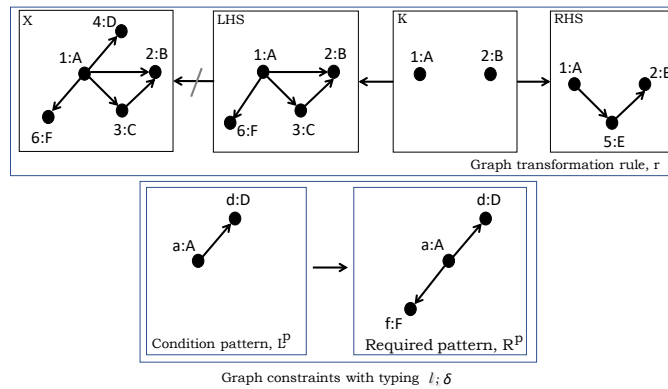 X
4:D
1:A
2:B
6:F
3:C
LHS
1:A
2:B
6:F
3:C
K
1:A
2:B
RHS
1:A
2:B
5:E
Graph transformation rule, r
d:D
a:A
Condition pattern, L^p
d:D
a:A
f:F
Required pattern, R^p
Graph constraints with typing ℓ; δ